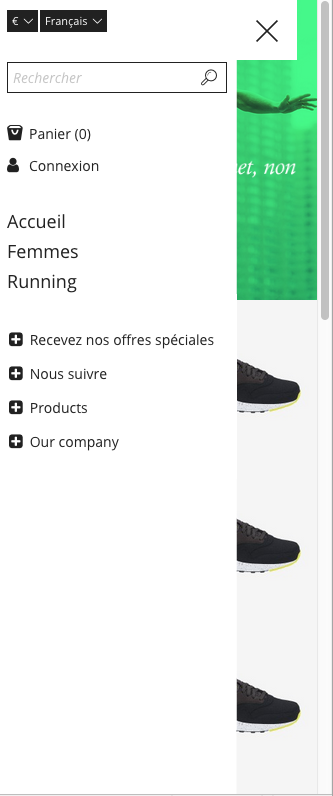 € Français
Rechercher
et, non
Panier (0)
Connexion
Accueil
Femmes
Running
Recevez nos offres spéciales
Nous suivre
Products
Our company